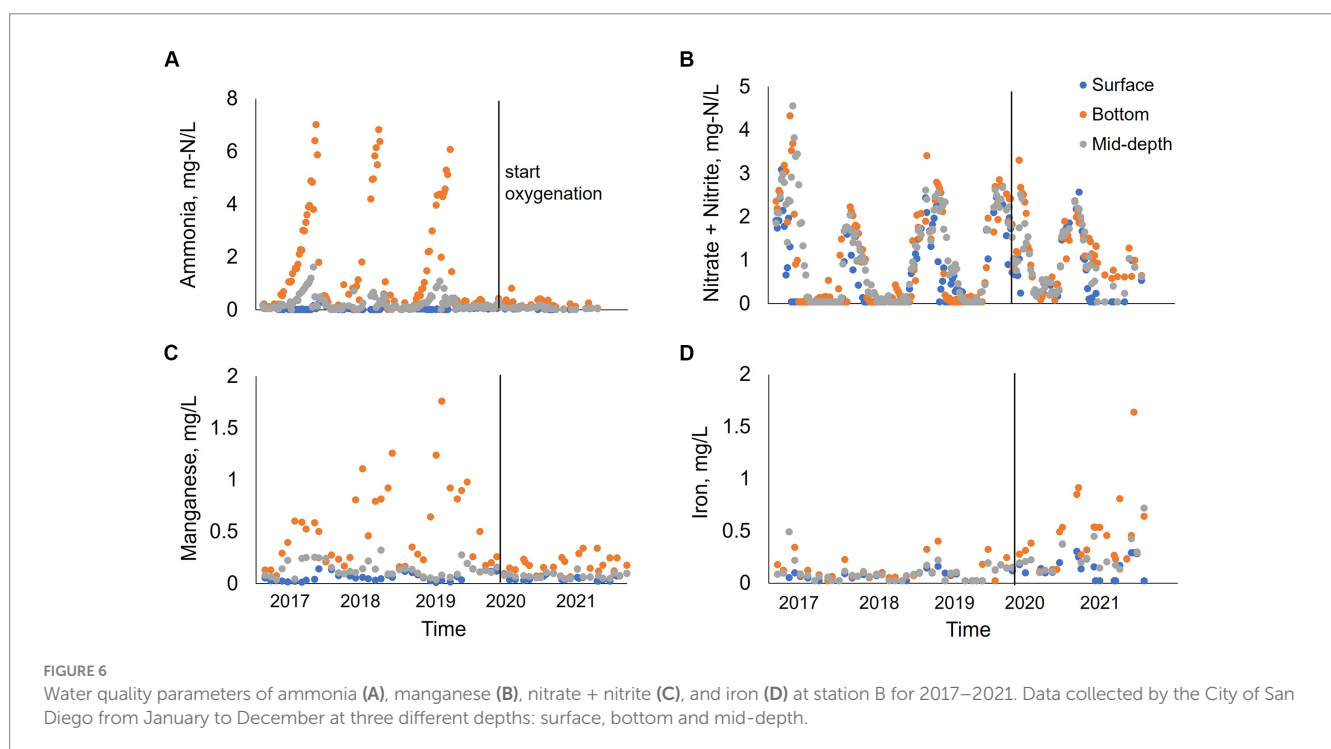 A
8
6
4
2
0
Ammonia, mg-N/L
start
oxygenation
B
5
4
3
2
1
0
Nitrate + Nitrite, mg-N/L
Surface
Bottom
Mid-depth
C
2
1.5
1
0.5
0
Manganese, mg/L
2017 2018 2019 2020 2021
Time
D
2
1.5
1
0.5
0
Iron, mg/L
2017 2018 2019 2020 2021
Time
FIGURE 6
Water quality parameters of ammonia (A), manganese (B), nitrate + nitrite (C), and iron (D) at station B for 2017–2021. Data collected by the City of San
Diego from January to December at three different depths: surface, bottom and mid-depth.